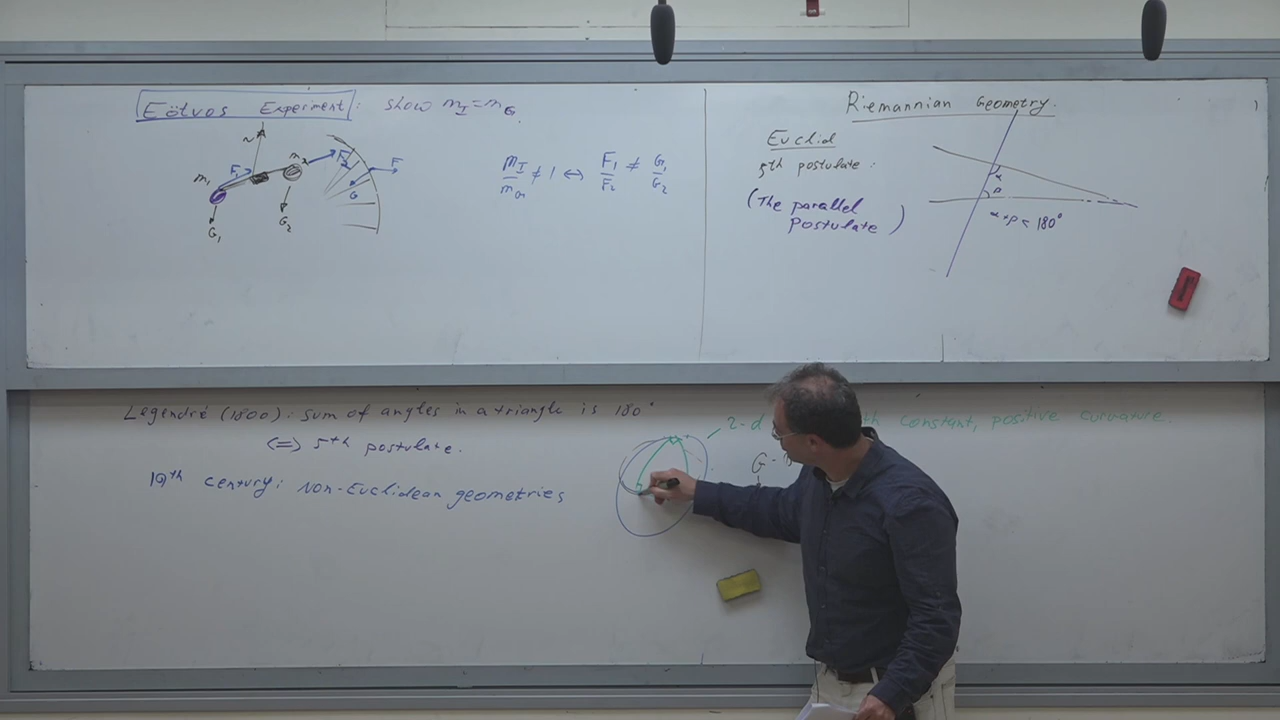 Eötvos Experiment: show m_I = m_G.
m_I/m_G ≠ 1 ⇔ F_1/F_2 ≠ G_1/G_2
m_1
F_1
G_1
G_2
F
G
Riemannian Geometry.
Euclid
5th postulate:
(The parallel
postulate)
α
β
α+β < 180°
Legendré (1800): sum of angles in a triangle is 180°
(=) 5th postulate.
19th century: Non-Euclidean geometries
2-d
constant, positive curvature.
G